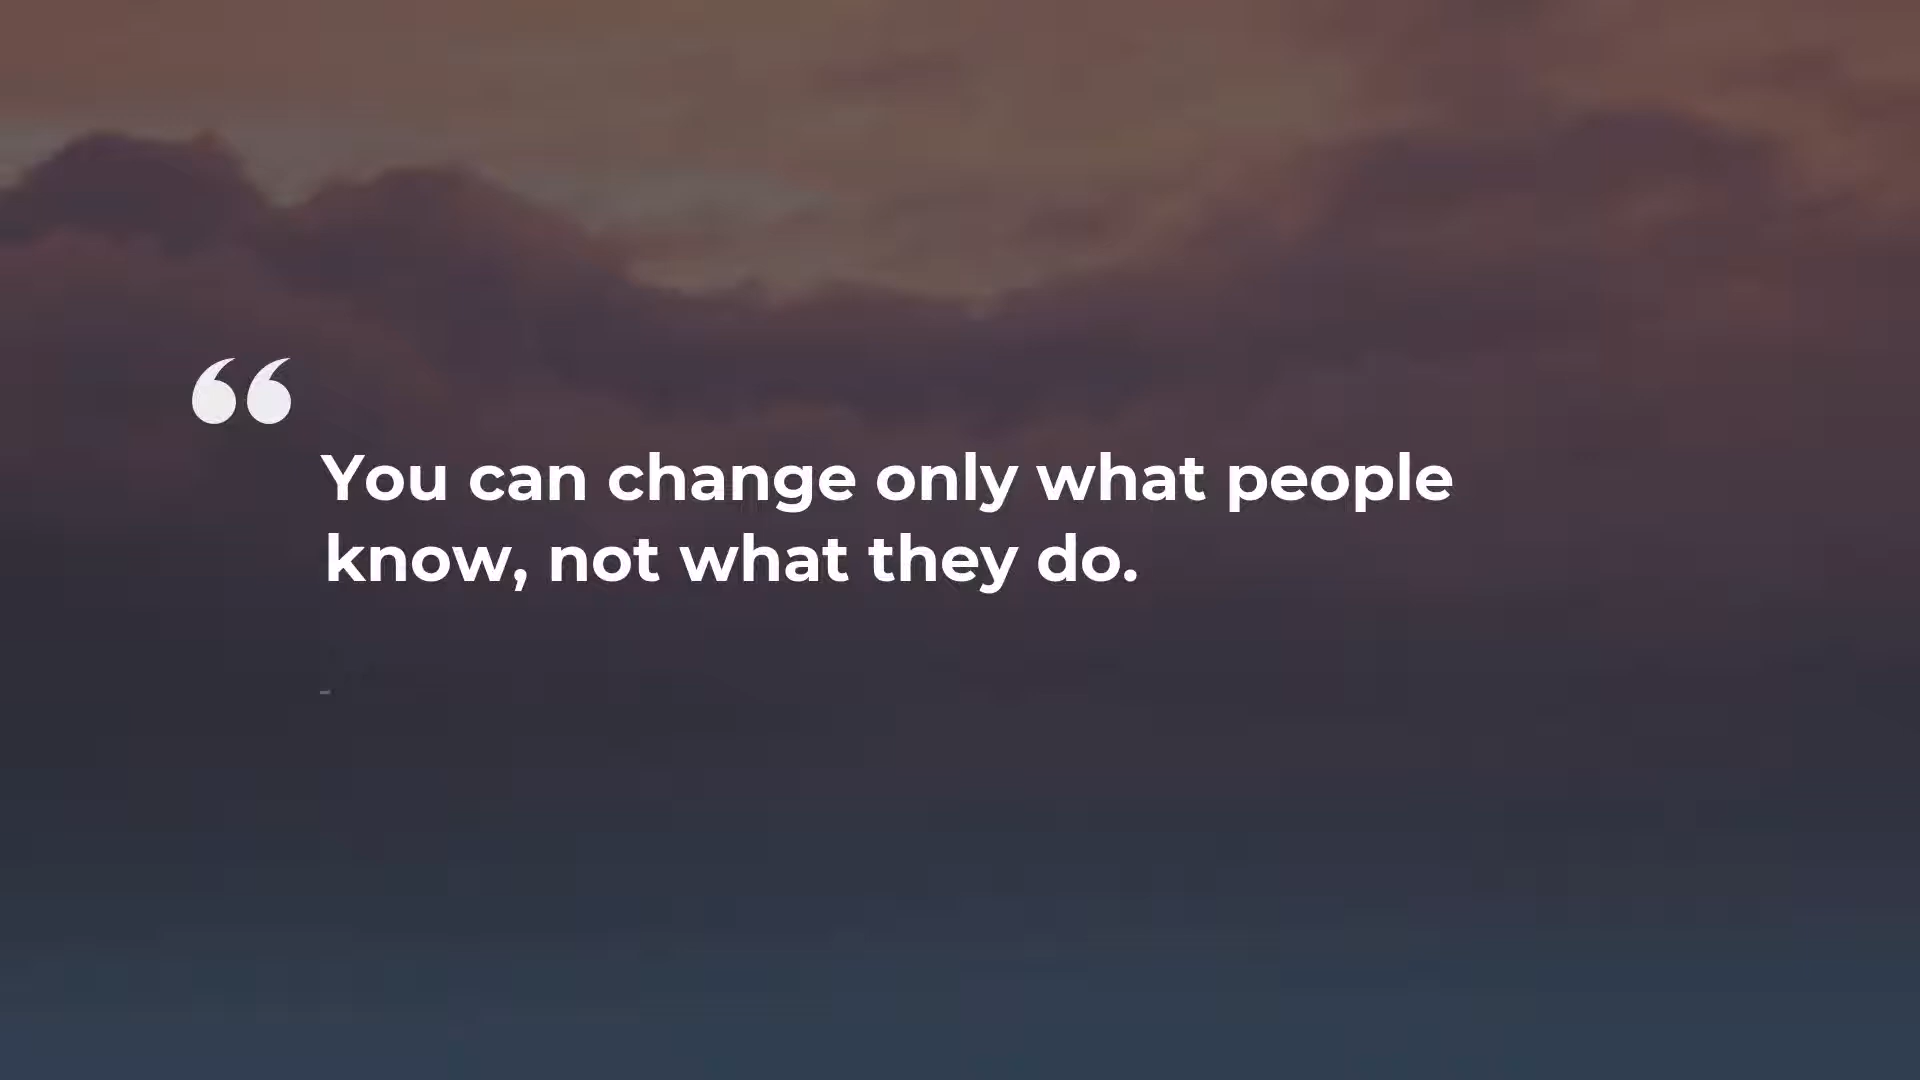 “
You can change only what people
know, not what they do.
-